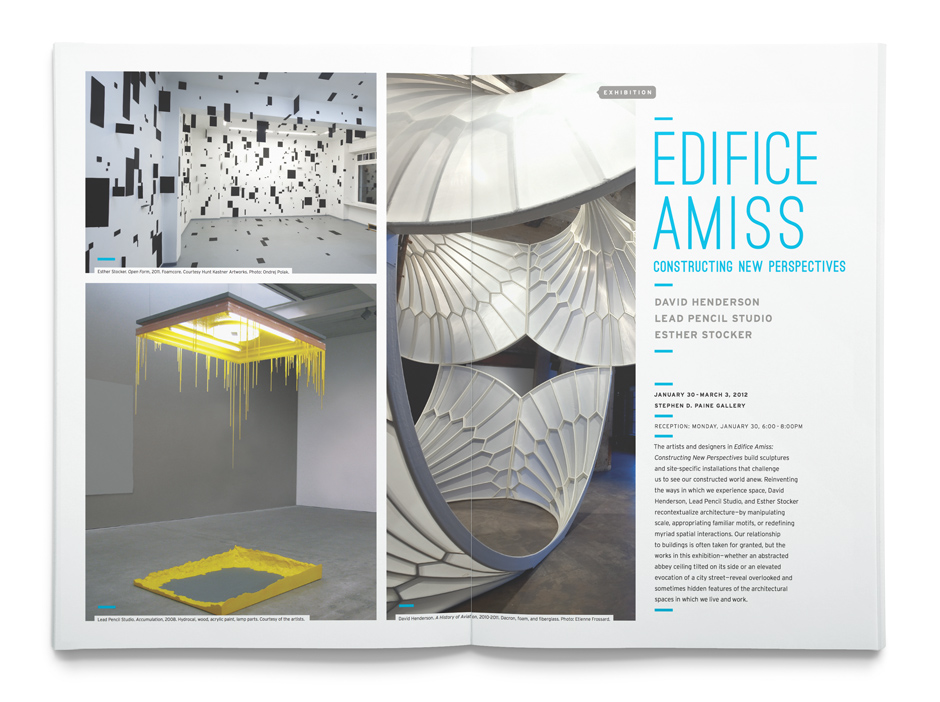 Esther Stocker, Open Form, 2011. Foamcore. Courtesy Hunt Kastner Artworks. Photo: Ondrej Polak.
Lead Pencil Studio, Accumulation, 2008. Hydrocal, wood, acrylic paint, lamp parts. Courtesy of the artists.
David Henderson, A History of Aviation, 2010-2011. Dacron, foam, and fiberglass. Photo: Etienne Frossard.
EXHIBITION
EDIFICE
AMISS
CONSTRUCTING NEW PERSPECTIVES
DAVID HENDERSON
LEAD PENCIL STUDIO
ESTHER STOCKER
JANUARY 30–MARCH 3, 2012
STEPHEN D. PAINE GALLERY
RECEPTION: MONDAY, JANUARY 30, 6:00 - 8:00PM
The artists and designers in Edifice Amiss:
Constructing New Perspectives build sculptures
and site-specific installations that challenge
us to see our constructed world anew. Reinventing
the ways in which we experience space, David
Henderson, Lead Pencil Studio, and Esther Stocker
recontextualize architecture—by manipulating
scale, appropriating familiar motifs, or redefining
myriad spatial interactions. Our relationship
to buildings is often taken for granted, but the
works in this exhibition—whether an abstracted
abbey ceiling tilted on its side or an elevated
evocation of a city street—reveal overlooked and
sometimes hidden features of the architectural
spaces in which we live and work.